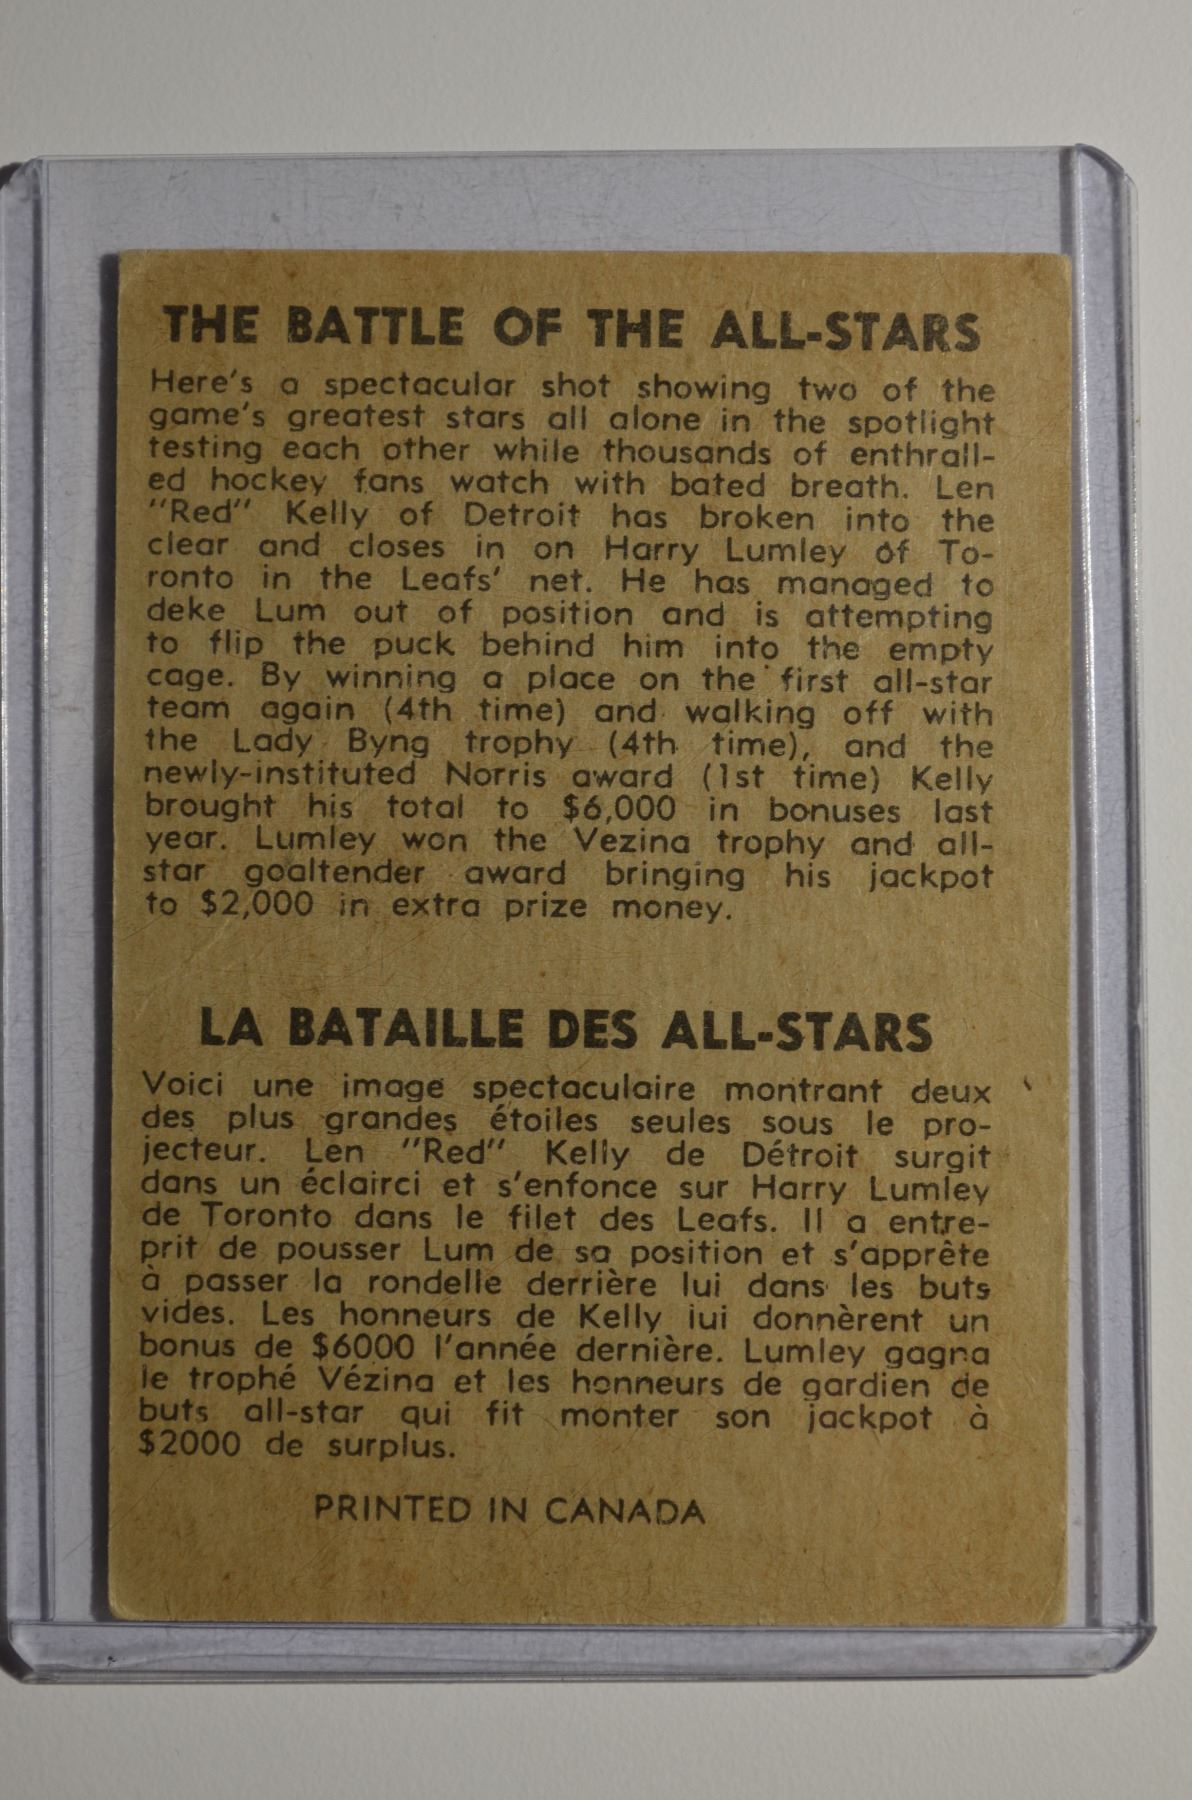 THE BATTLE OF THE ALL-STARS
Here's a spectacular shot showing two of the
game's greatest stars all alone in the spotlight
testing each other while thousands of enthrall-
ed hockey fans watch with bated breath. Len
"Red" Kelly of Detroit has broken into the
clear and closes in on Harry Lumley of To-
ronto in the Leafs' net. He has managed to
deke Lum out of position and is attempting
to flip the puck behind him into the empty
cage. By winning a place on the first all-star
team again (4th time) and walking off with
the Lady Byng trophy (4th time), and the
newly-instituted Norris award (1st time) Kelly
brought his total to $6,000 in bonuses last
year. Lumley won the Vezina trophy and all-
star goaltender award bringing his jackpot
to $2,000 in extra prize money.
LA BATAILLE DES ALL-STARS
Voici une image spectaculaire montrant deux
des plus grandes étoiles seules sous le pro-
jecteur. Len "Red" Kelly de Détroit surgit
dans un éclairci et s'enfonce sur Harry Lumley
de Toronto dans le filet des Leafs. Il a entre-
prit de pousser Lum de sa position et s'apprête
à passer la rondelle derrière lui dans les buts
vides. Les honneurs de Kelly lui donnèrent un
bonus de $6000 l'année dernière. Lumley gagna
le trophé Vézina et les honneurs de gardien de
buts all-star qui fit monter son jackpot à
$2000 de surplus.
PRINTED IN CANADA